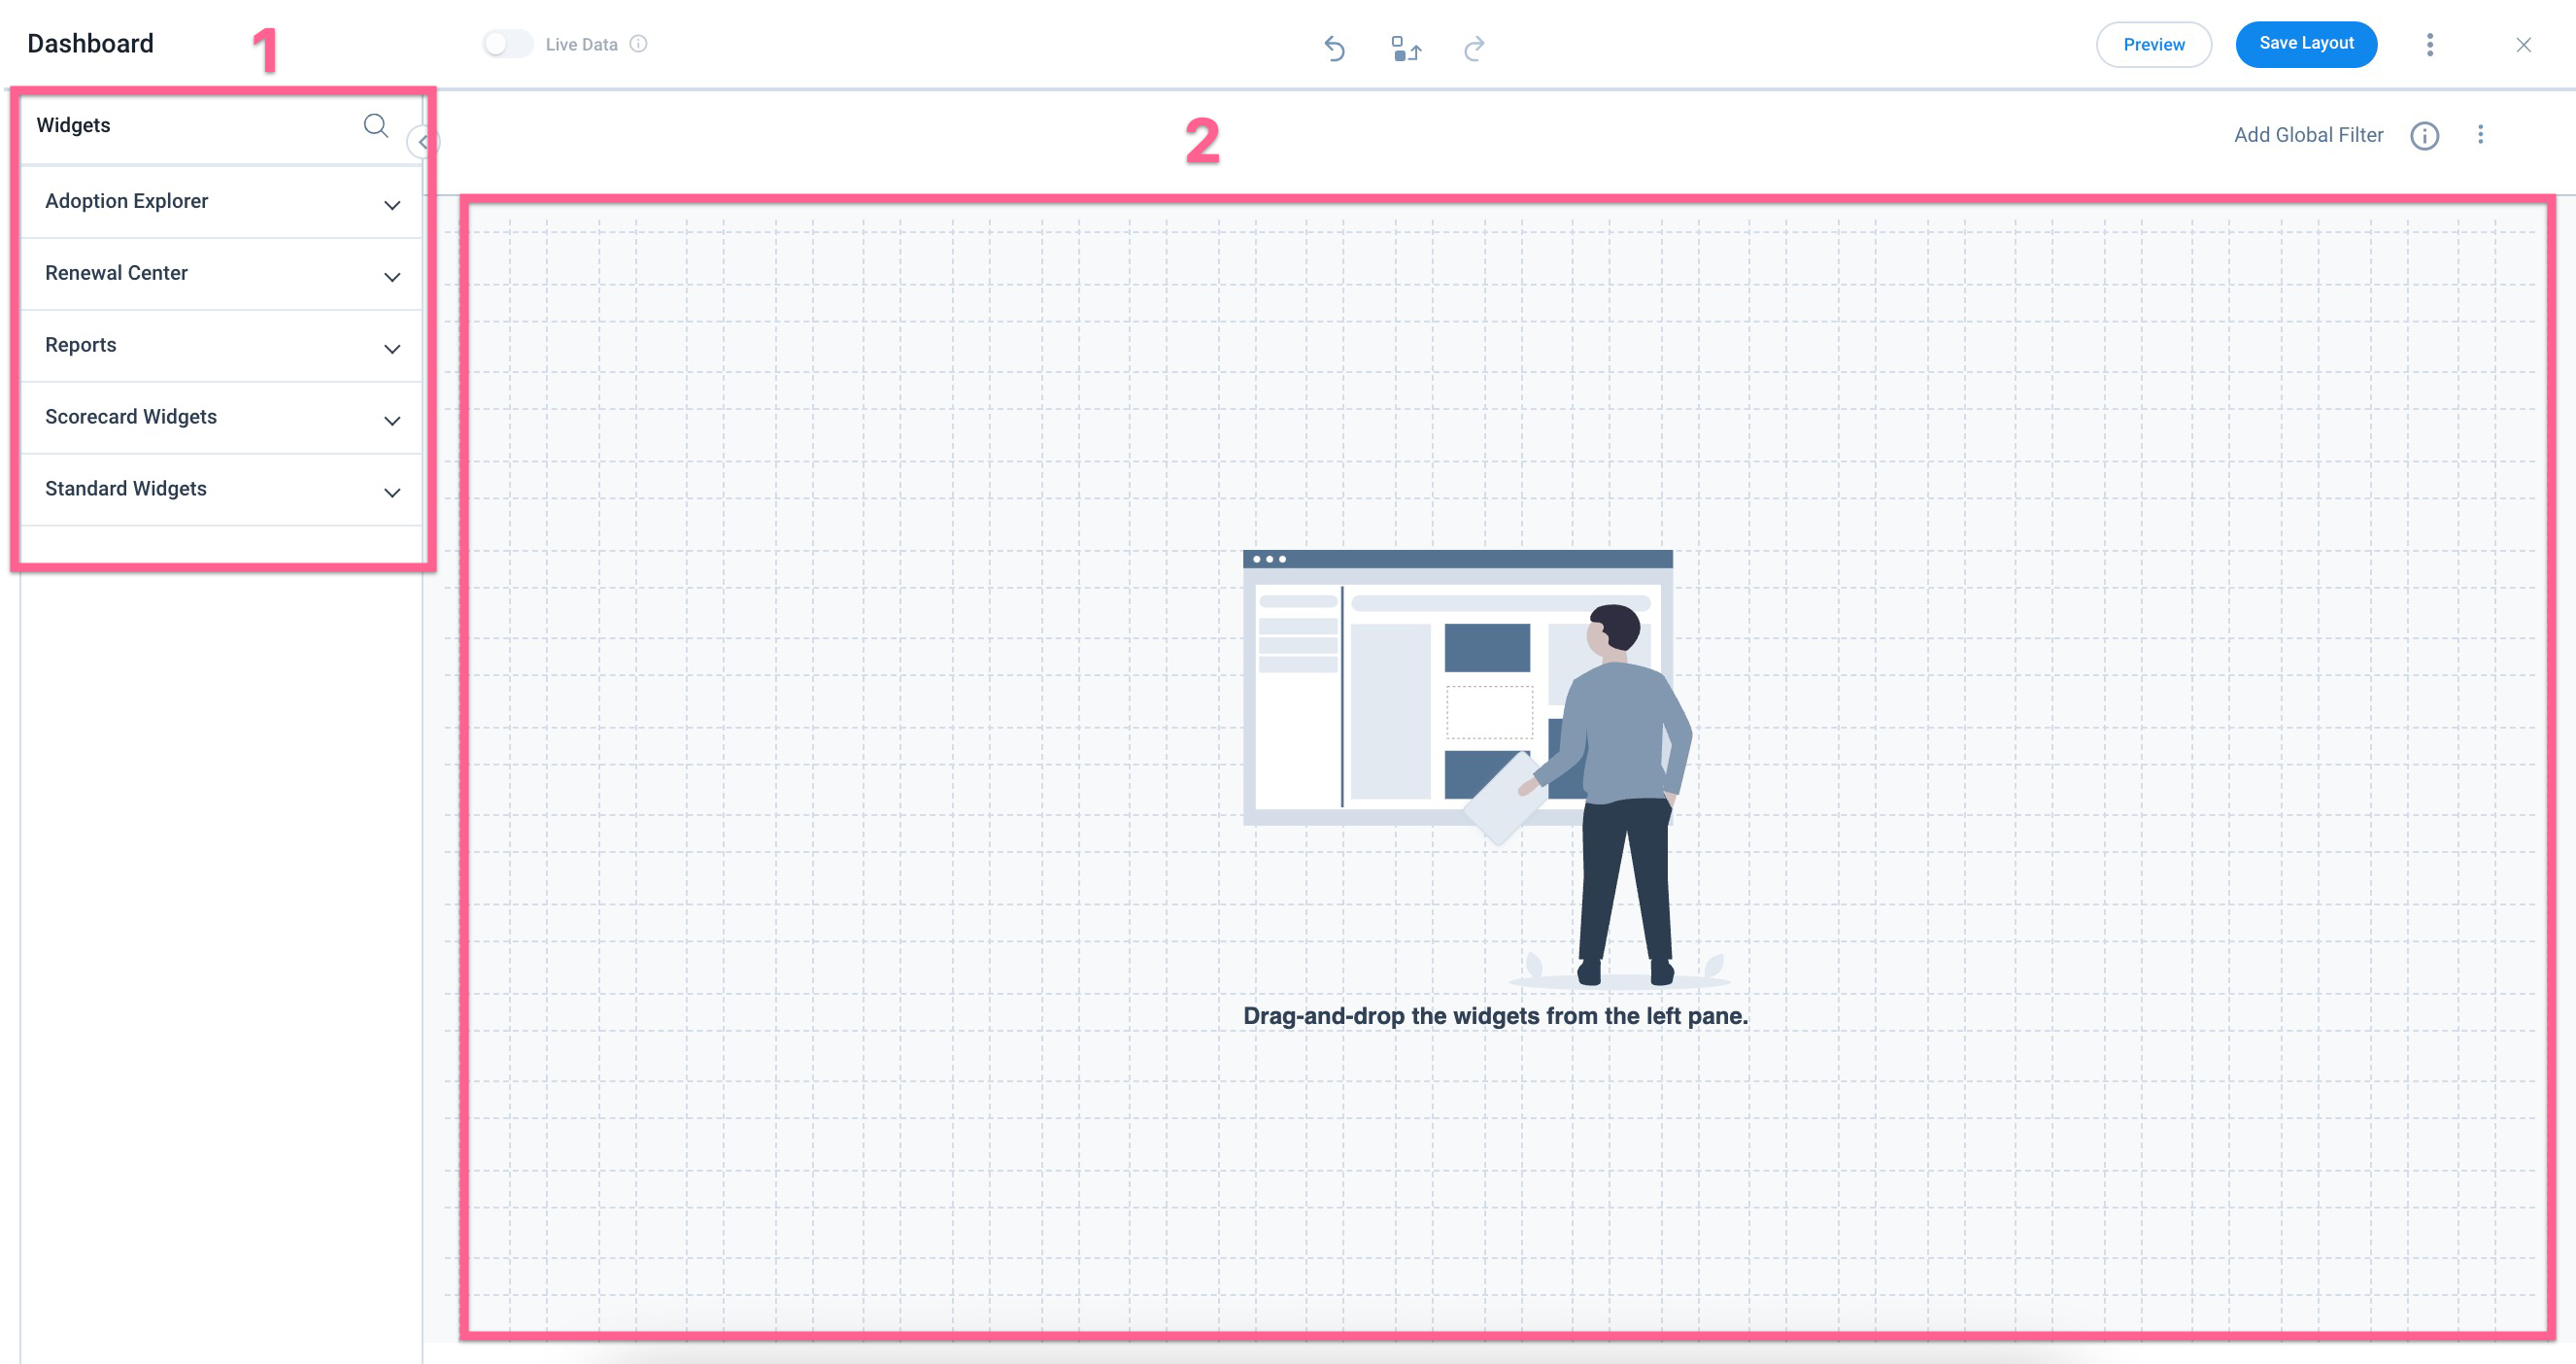 Dashboard
1
Live Data
Preview
Save Layout
Widgets
2
Add Global Filter
Adoption Explorer
Renewal Center
Reports
Scorecard Widgets
Standard Widgets
Drag-and-drop the widgets from the left pane.